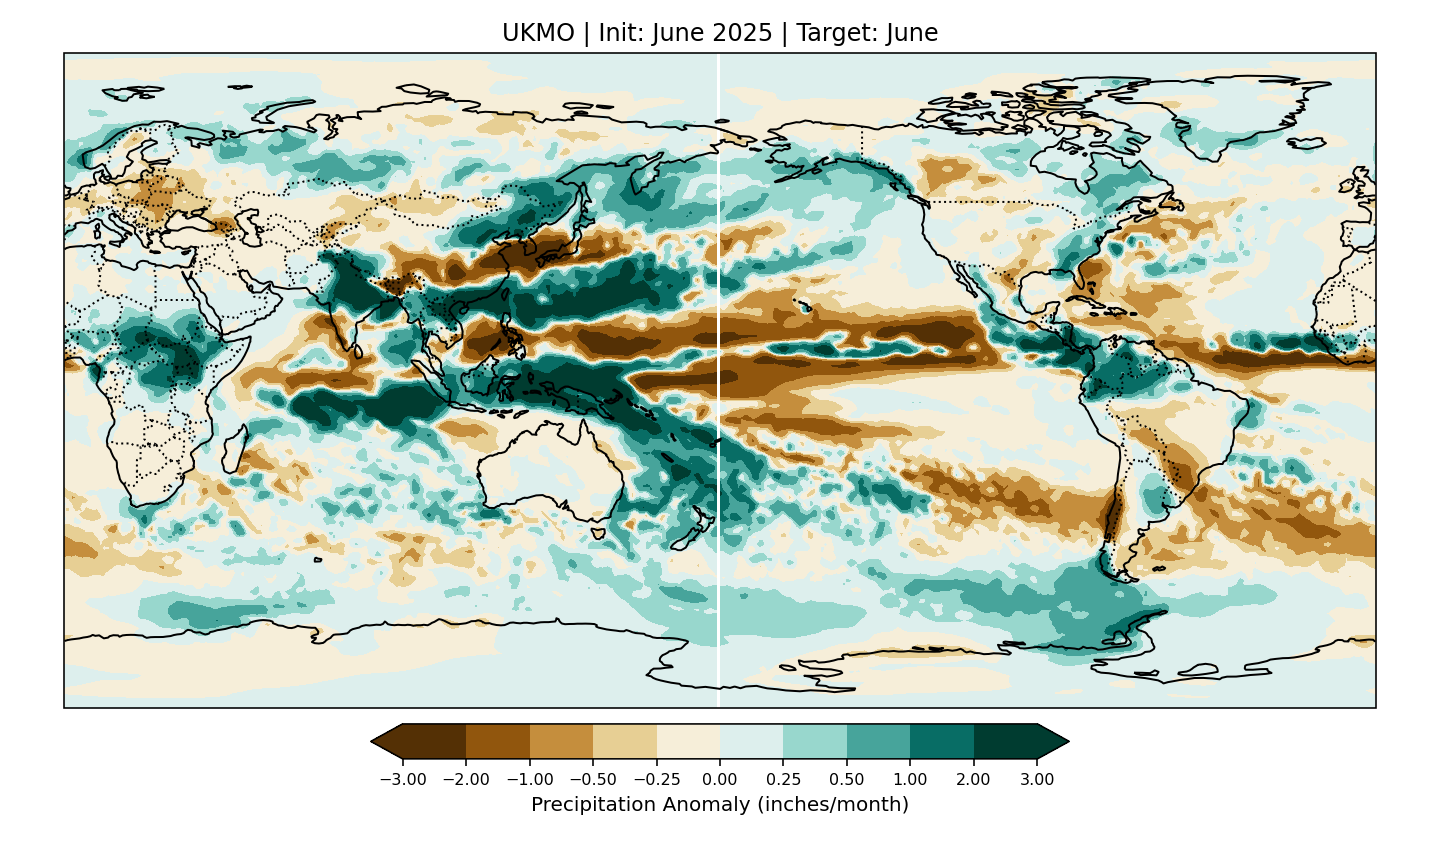 UKMO | Init: June 2025 | Target: June
−3.00 −2.00 −1.00 −0.50 −0.25 0.00 0.25 0.50 1.00 2.00 3.00
Precipitation Anomaly (inches/month)